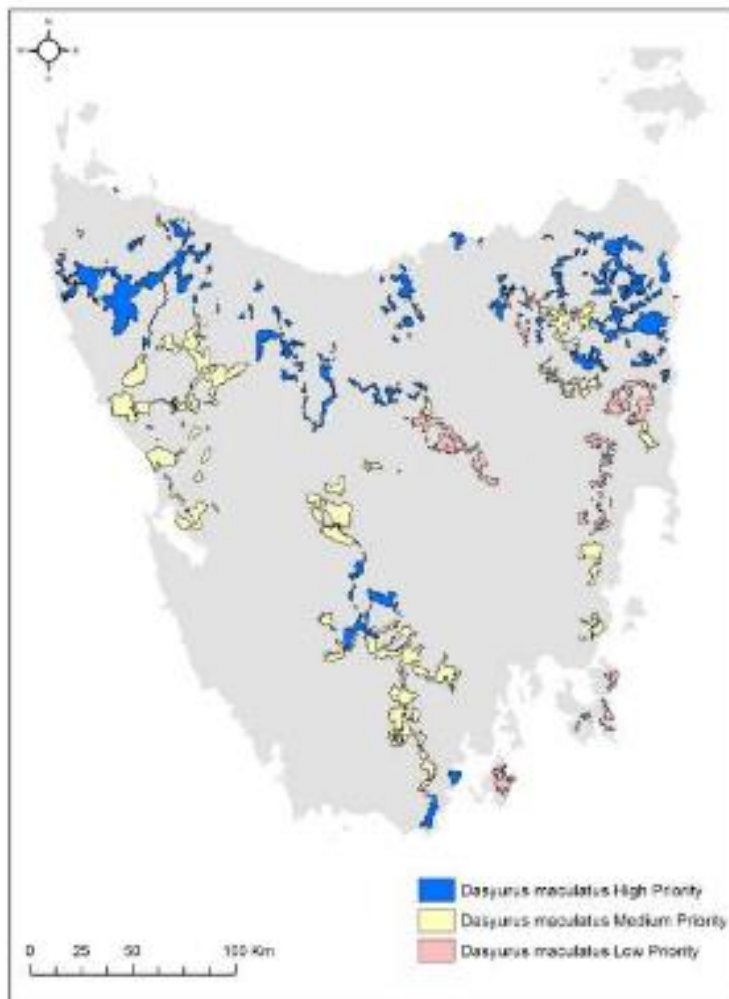 N
Dasyurus maculatus High Priority
Dasyurus maculatus Medium Priority
Dasyurus maculatus Low Priority
0 25 50 100 Km